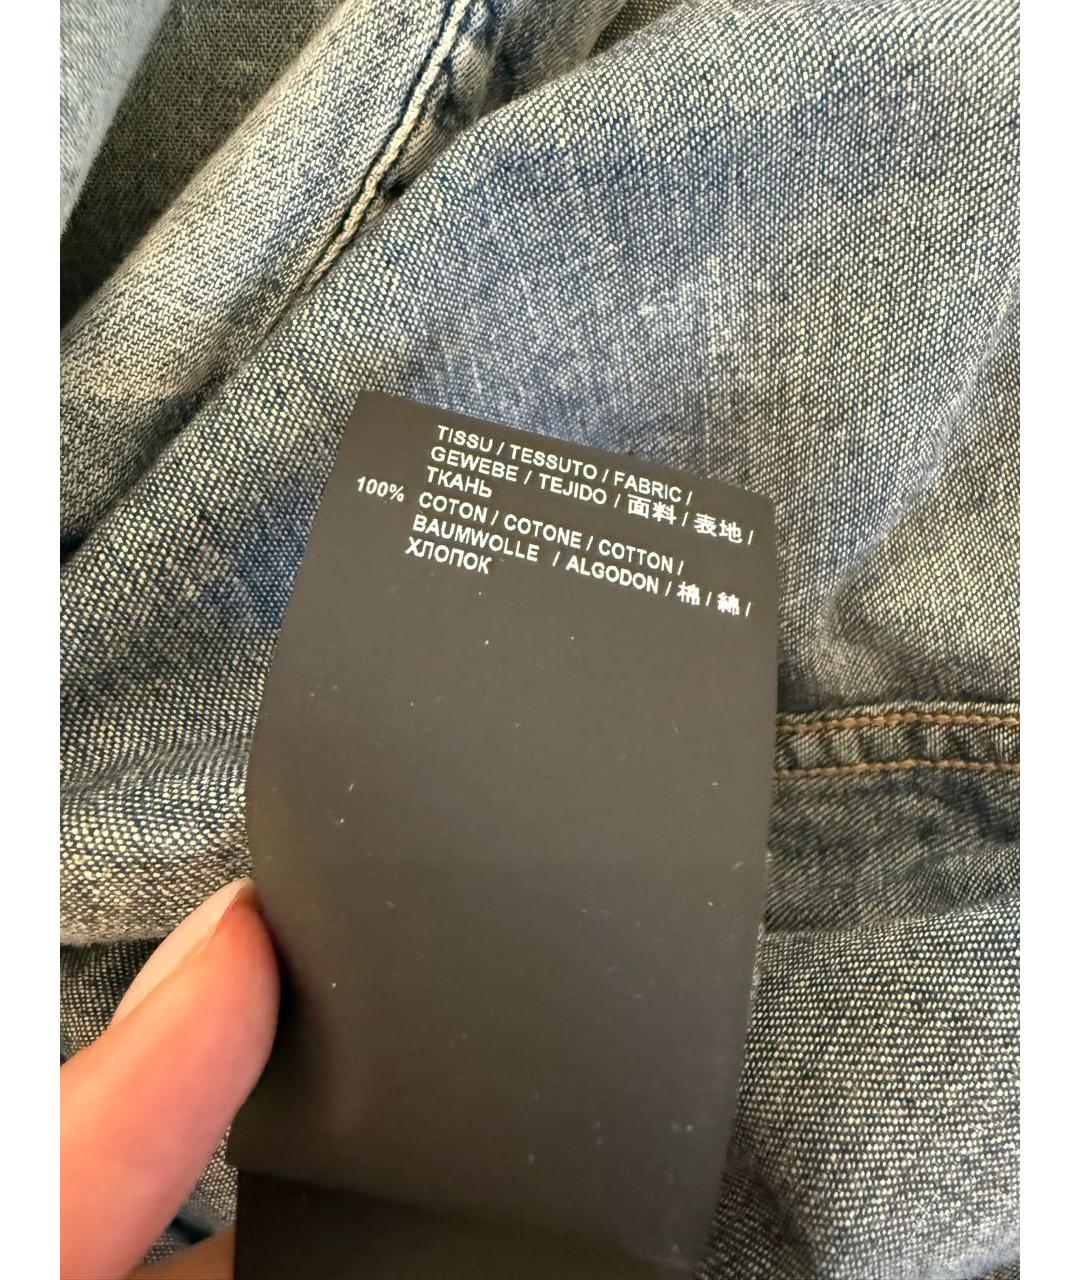 TISSU / TESSUTO / FABRIC /
GEWEBE / TEJIDO / 面料 / 表地 /
ТКАНЬ
100% COTON / COTONE / COTTON /
BAUMWOLLE / ALGODON / 棉 / 綿 /
ХЛОПОК